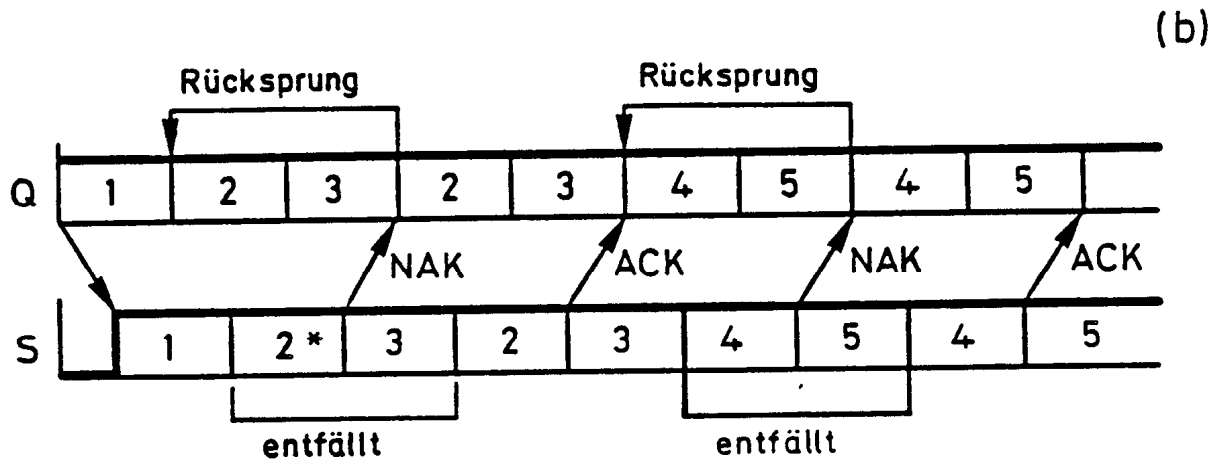 (b)
Rücksprung Rücksprung
Q 1 2 3 2 3 4 5 4 5
NAK ACK NAK ACK
S 1 2* 3 2 3 4 5 4 5
entfällt entfällt